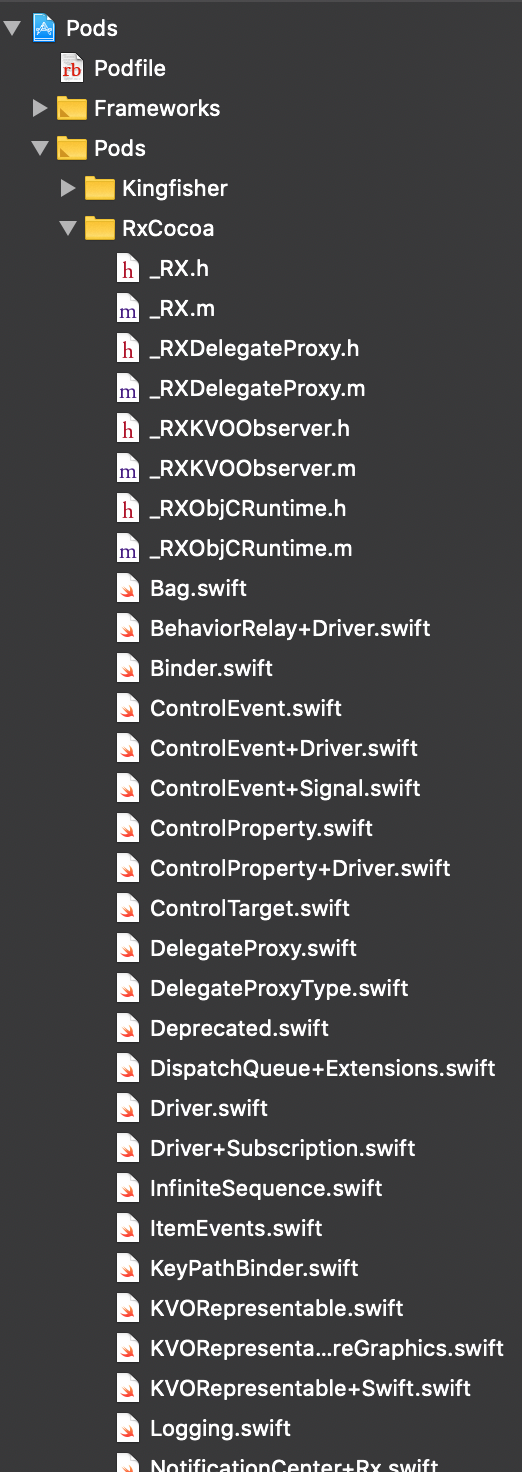 Pods
rb Podfile
Frameworks
Pods
Kingfisher
RxCocoa
h _RX.h
m _RX.m
h _RXDelegateProxy.h
m _RXDelegateProxy.m
h _RXKVOObserver.h
m _RXKVOObserver.m
h _RXObjCRuntime.h
m _RXObjCRuntime.m
Bag.swift
BehaviorRelay+Driver.swift
Binder.swift
ControlEvent.swift
ControlEvent+Driver.swift
ControlEvent+Signal.swift
ControlProperty.swift
ControlProperty+Driver.swift
ControlTarget.swift
DelegateProxy.swift
DelegateProxyType.swift
Deprecated.swift
DispatchQueue+Extensions.swift
Driver.swift
Driver+Subscription.swift
InfiniteSequence.swift
ItemEvents.swift
KeyPathBinder.swift
KVORepresentable.swift
KVORepresenta...reGraphics.swift
KVORepresentable+Swift.swift
Logging.swift
NotificationCenter+Rx.swift